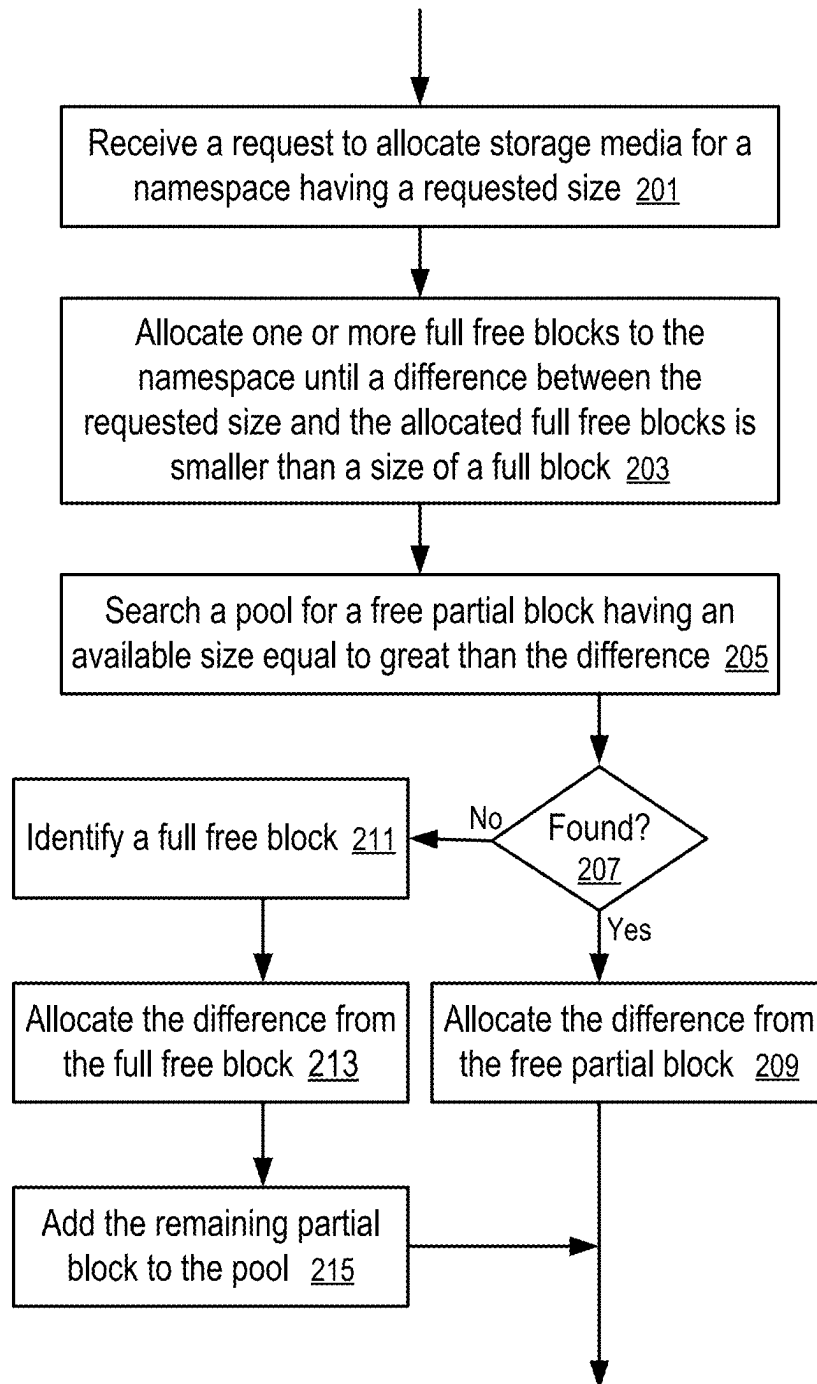 Receive a request to allocate storage media for a
namespace having a requested size 201
Allocate one or more full free blocks to the
namespace until a difference between the
requested size and the allocated full free blocks is
smaller than a size of a full block 203
Search a pool for a free partial block having an
available size equal to great than the difference 205
Found?
207
No
Yes
Identify a full free block 211
Allocate the difference from
the full free block 213
Allocate the difference from
the free partial block 209
Add the remaining partial
block to the pool 215